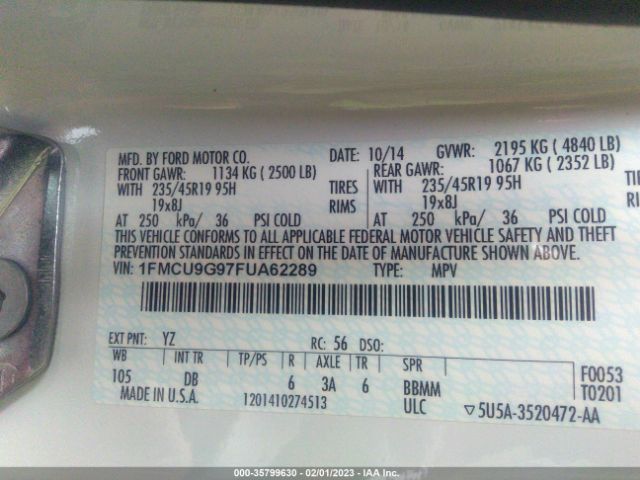 MFD. BY FORD MOTOR CO. DATE: 10/14 GVWR: 2195 KG ( 4840 LB)
FRONT GAWR: 1134 KG ( 2500 LB) REAR GAWR: 1067 KG ( 2352 LB)
WITH 235/45R19 95H TIRES WITH 235/45R19 95H TIRES
19x8J RIMS 19x8J RIMS
AT 250 kPa/ 36 PSI COLD AT 250 kPa/ 36 PSI COLD
THIS VEHICLE CONFORMS TO ALL APPLICABLE FEDERAL MOTOR VEHICLE SAFETY AND THEFT
PREVENTION STANDARDS IN EFFECT ON THE DATE OF MANUFACTURE SHOWN ABOVE.
VIN: 1FMCU9G97FUA62289 TYPE: MPV
EXT PNT: YZ RC: 56 DSO:
WB INT TR TP/PS R AXLE TR SPR F0053
105 DB 6 3A 6 BBMM T0201
MADE IN U.S.A. 1201410274513 ULC ▽5U5A-3520472-AA
000-35799630 - 02/01/2023 - IAA Inc.